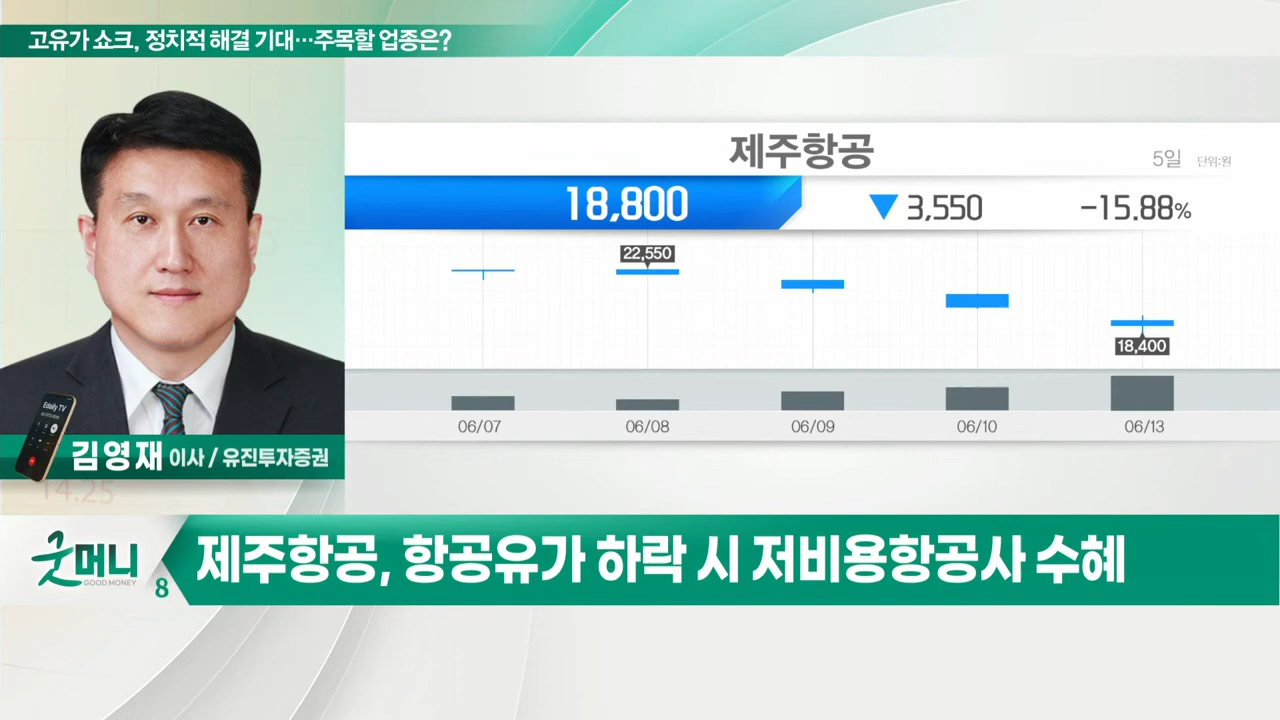 고유가 쇼크, 정치적 해결 기대…주목할 업종은?
제주항공
5일 단위:원
18,800 ▼ 3,550 -15.88%
22,550
18,400
06/07 06/08 06/09 06/10 06/13
Edaily TV
김영재 이사 / 유진투자증권
14.25
굿머니
GOOD MONEY
8
제주항공, 항공유가 하락 시 저비용항공사 수혜